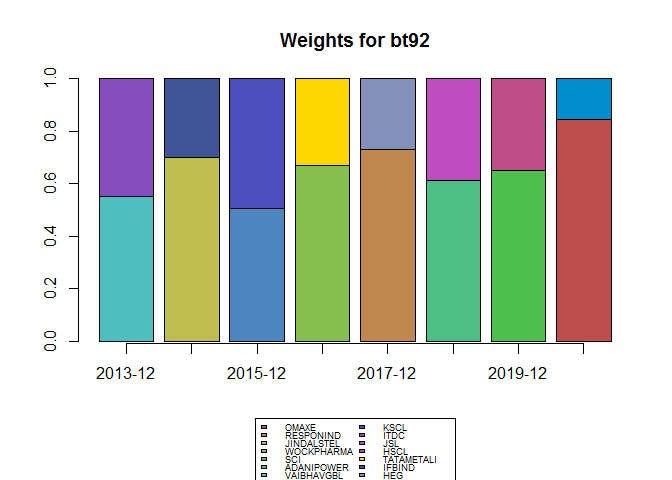 Weights for bt92
1.0
0.8
0.6
0.4
0.2
0.0
2013-12 2015-12 2017-12 2019-12
OMAXE KSCL
RESPONIND ITDC
JINDALSTEL JSL
WOCKPHARMA HSCL
SCI TATAMETALI
ADANIPOWER IFBIND
VAIBHAVGBL HEG